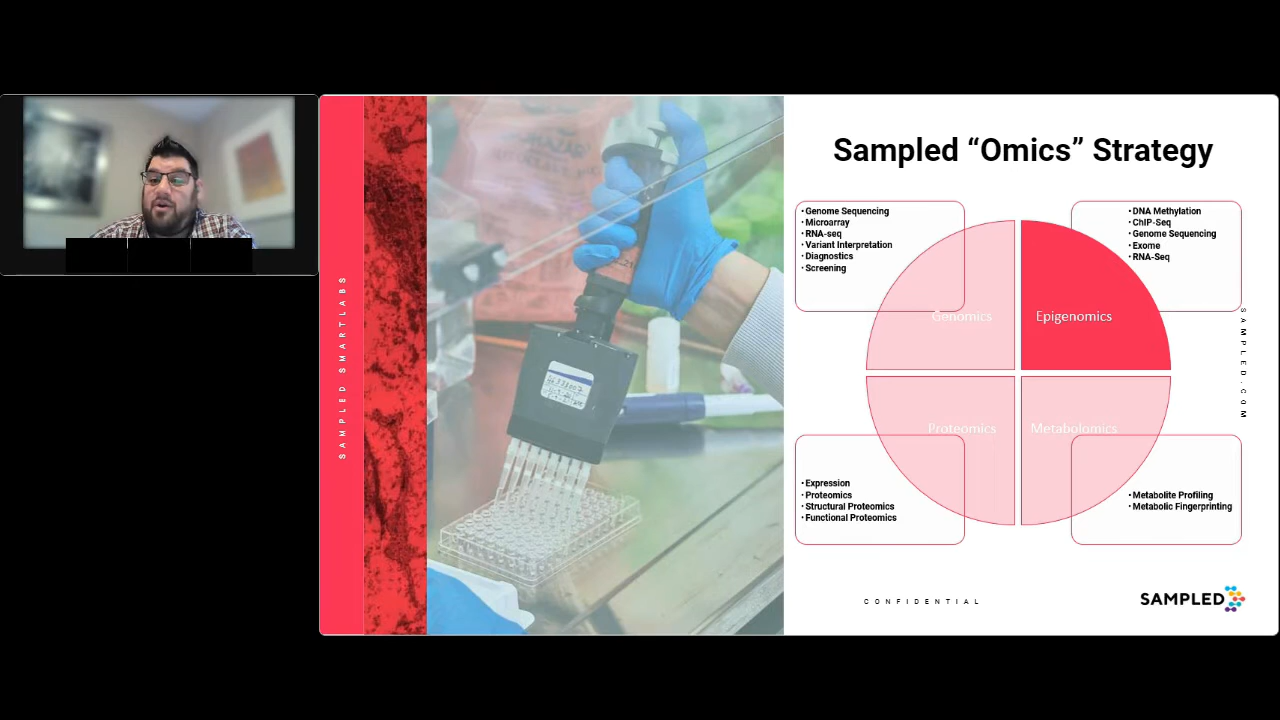 SAMPLED SMARTLABS
Sampled “Omics” Strategy
• Genome Sequencing
• Microarray
• RNA-seq
• Variant Interpretation
• Diagnostics
• Screening
• DNA Methylation
• ChIP-Seq
• Genome Sequencing
• Exome
• RNA-Seq
Genomics
Epigenomics
SAMPLED.COM
Proteomics
Metabolomics
• Expression
• Proteomics
• Structural Proteomics
• Functional Proteomics
• Metabolite Profiling
• Metabolic Fingerprinting
CONFIDENTIAL
SAMPLED